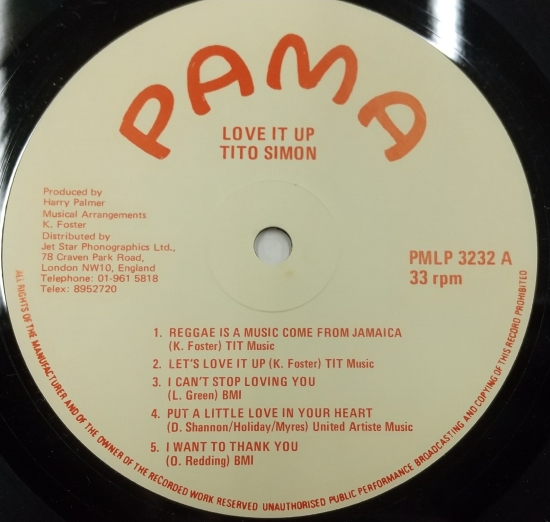 PAMA
LOVE IT UP
TITO SIMON
Produced by
Harry Palmer
Musical Arrangements
K. Foster
Distributed by
Jet Star Phonographics Ltd.,
78 Craven Park Road,
London NW10, England
Telephone: 01-961 5818
Telex: 8952720
PMLP 3232 A
33 rpm
1. REGGAE IS A MUSIC COME FROM JAMAICA
(K. Foster) TIT Music
2. LET'S LOVE IT UP (K. Foster) TIT Music
3. I CAN'T STOP LOVING YOU
(L. Green) BMI
4. PUT A LITTLE LOVE IN YOUR HEART
(D. Shannon/Holiday/Myres) United Artiste Music
5. I WANT TO THANK YOU
(O. Redding) BMI
ALL RIGHTS OF THE MANUFACTURER AND OF THE OWNER OF THE RECORDED WORK RESERVED UNAUTHORISED PUBLIC PERFORMANCE BROADCASTING AND COPYING OF THIS RECORD PROHIBITED